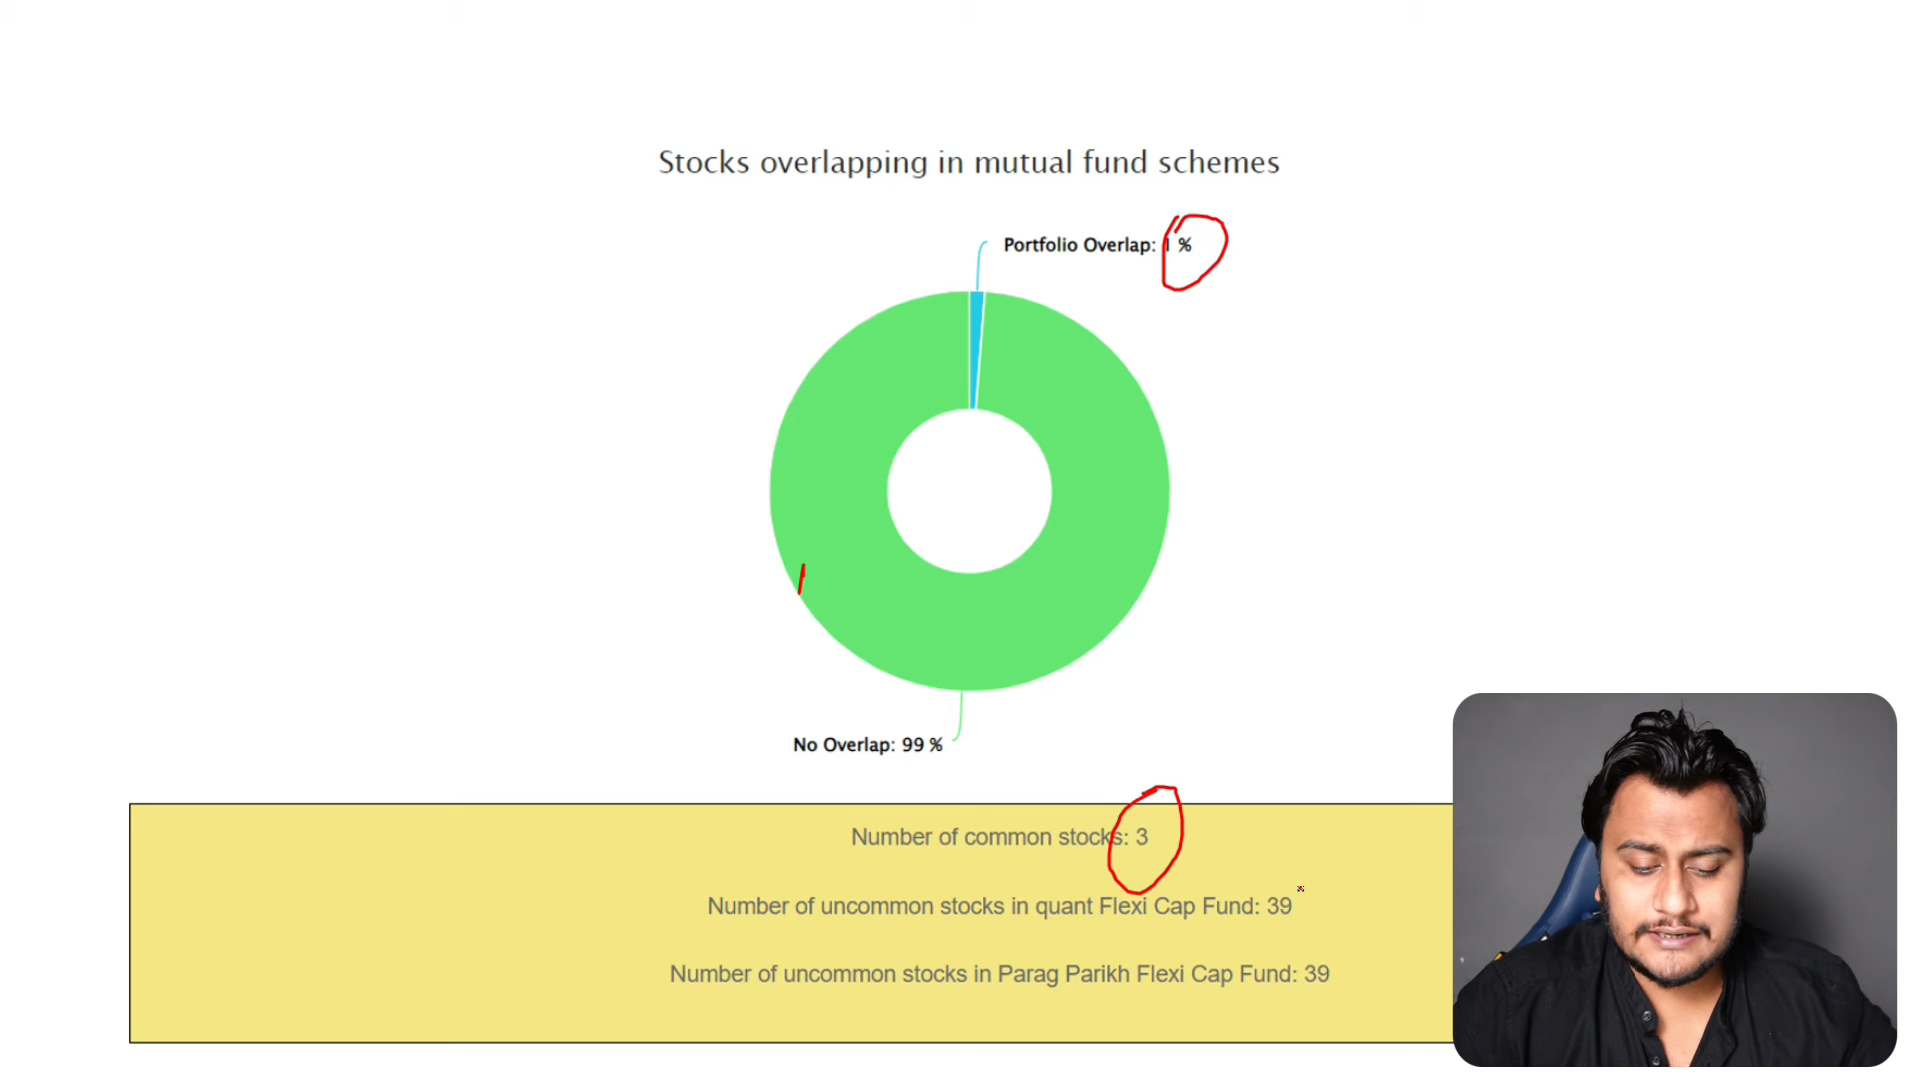 Stocks overlapping in mutual fund schemes
Portfolio Overlap: 1 %
No Overlap: 99 %
Number of common stocks: 3
Number of uncommon stocks in quant Flexi Cap Fund: 39
Number of uncommon stocks in Parag Parikh Flexi Cap Fund: 39